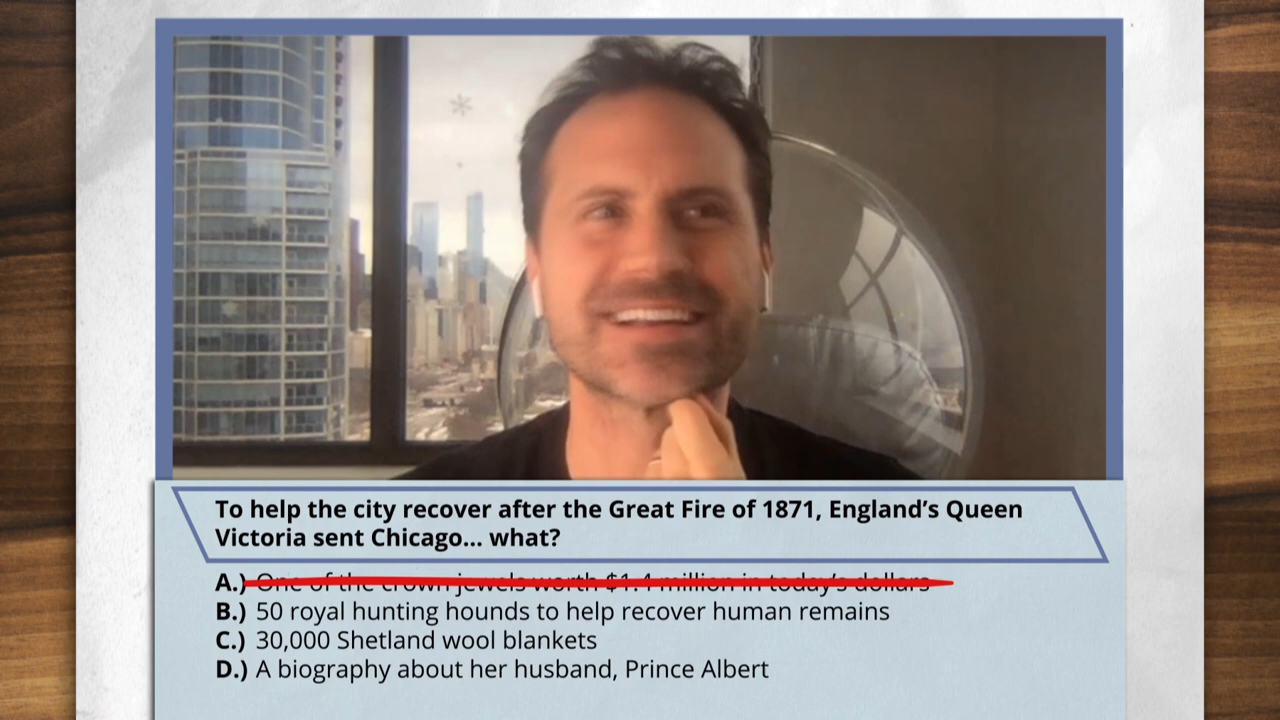 To help the city recover after the Great Fire of 1871, England’s Queen
Victoria sent Chicago... what?
A.) One of the crown jewels worth $1.4 million in today’s dollars
B.) 50 royal hunting hounds to help recover human remains
C.) 30,000 Shetland wool blankets
D.) A biography about her husband, Prince Albert